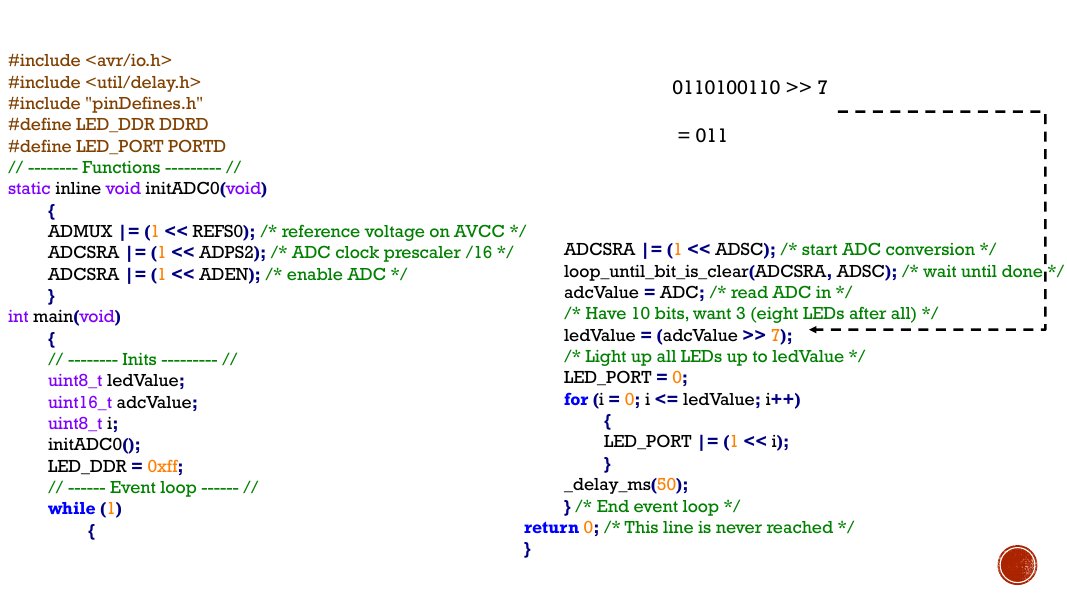 #include <avr/io.h>
#include <util/delay.h>
#include "pinDefines.h"
#define LED_DDR DDRD
#define LED_PORT PORTD
// -------- Functions --------- //
static inline void initADC0(void)
{
ADMUX |= (1 << REFS0); /* reference voltage on AVCC */
ADCSRA |= (1 << ADPS2); /* ADC clock prescaler /16 */
ADCSRA |= (1 << ADEN); /* enable ADC */
}
int main(void)
{
// -------- Inits --------- //
uint8_t ledValue;
uint16_t adcValue;
uint8_t i;
initADC0();
LED_DDR = 0xff;
// ------ Event loop ------ //
while (1)
{
0110100110 >> 7
= 011
ADCSRA |= (1 << ADSC); /* start ADC conversion */
loop_until_bit_is_clear(ADCSRA, ADSC); /* wait until done */
adcValue = ADC; /* read ADC in */
/* Have 10 bits, want 3 (eight LEDs after all) */
ledValue = (adcValue >> 7);
/* Light up all LEDs up to ledValue */
LED_PORT = 0;
for (i = 0; i <= ledValue; i++)
{
LED_PORT |= (1 << i);
}
_delay_ms(50);
} /* End event loop */
return 0; /* This line is never reached */
}